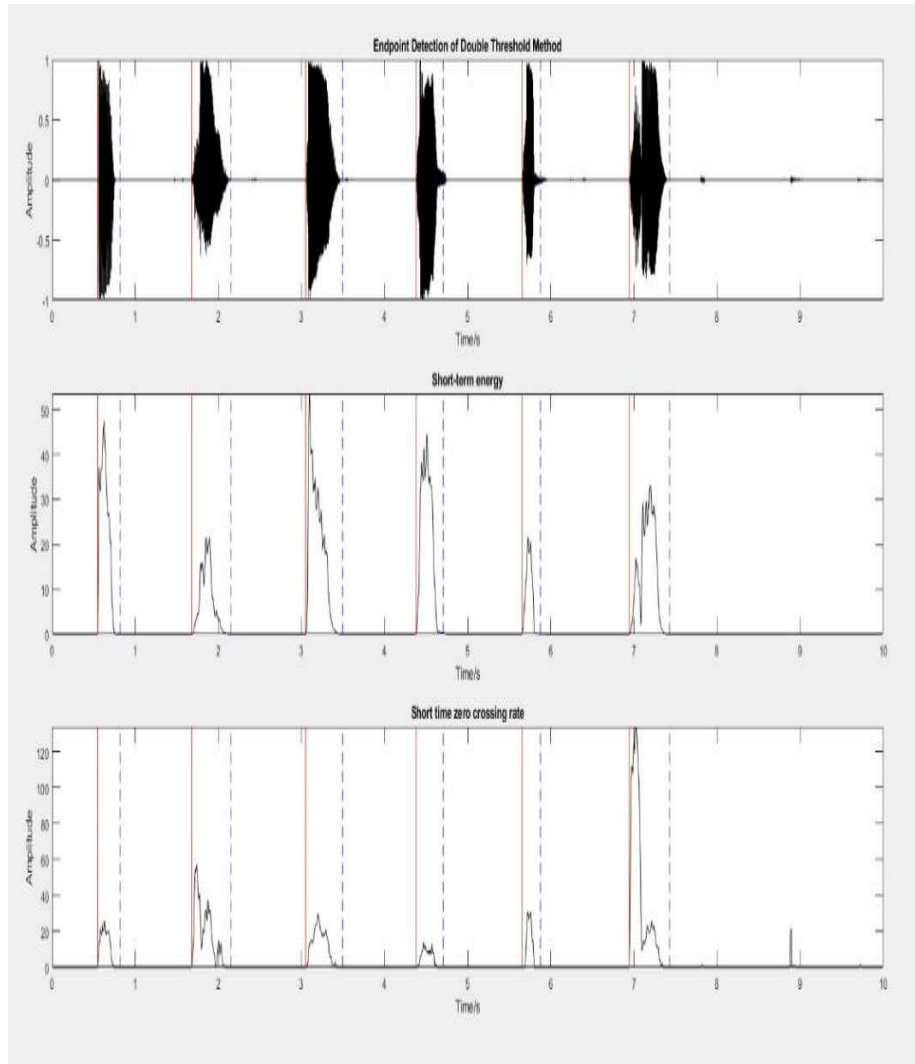 Endpoint Detection of Double Threshold Method
1
0.5
0
-0.5
-1
Amplitude
0 1 2 3 4 5 6 7 8 9 10
Time/s
Short-term energy
50
40
30
20
10
0
Amplitude
0 1 2 3 4 5 6 7 8 9 10
Time/s
Short time zero crossing rate
120
100
80
60
40
20
0
Amplitude
0 1 2 3 4 5 6 7 8 9 10
Time/s